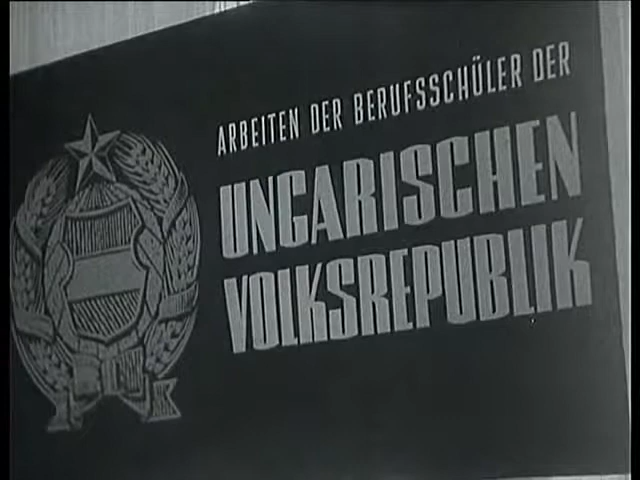 ARBEITEN DER BERUFSSCHÜLER DER
UNGARISCHEN
VOLKSREPUBLIK